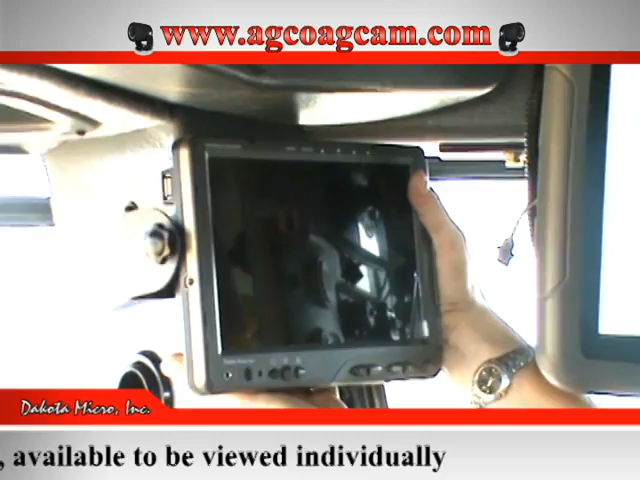 www.agcoagcam.com
Dakota Micro, Inc.
, available to be viewed individually